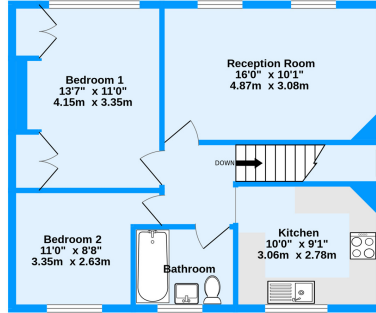 Bedroom 1
13'7" x 11'0"
4.15m x 3.35m
Reception Room
16'0" x 10'1"
4.87m x 3.08m
DOWN
Bedroom 2
11'0" x 8'8"
3.35m x 2.63m
Kitchen
10'0" x 9'1"
3.06m x 2.78m
Bathroom